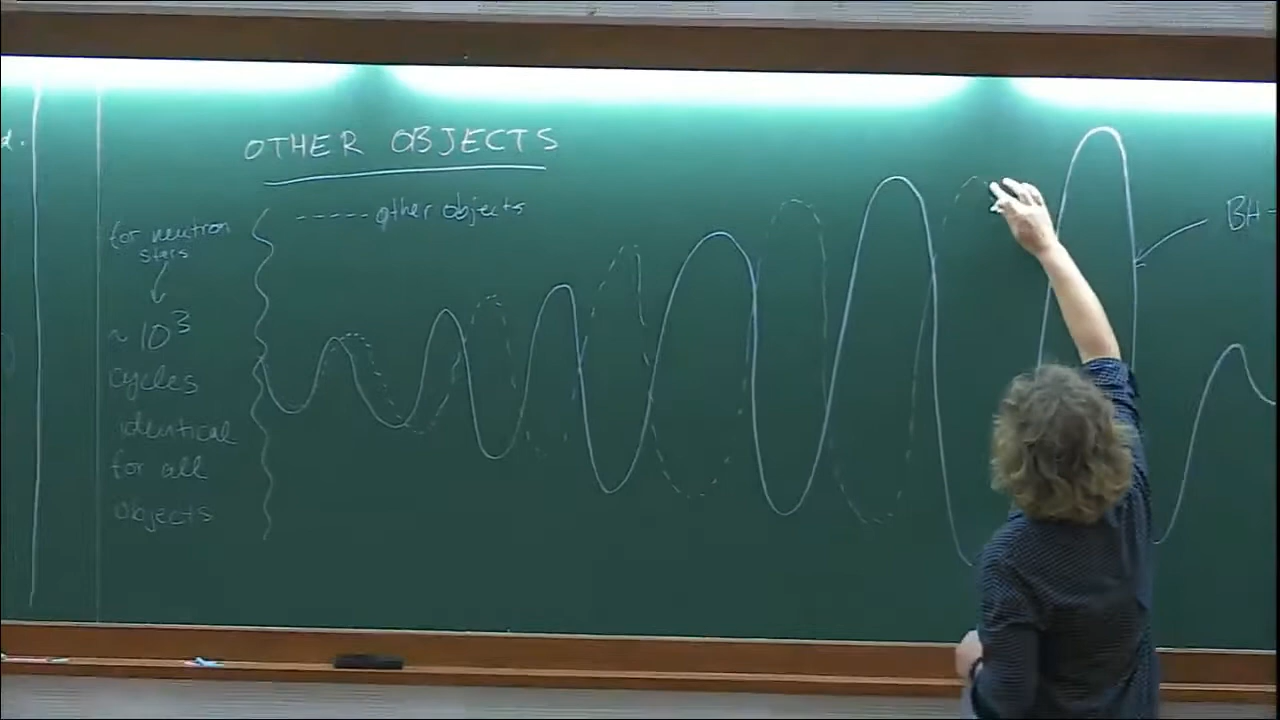 d.
OTHER OBJECTS
----- other objects
for neutron
stars
~ 10³
cycles
identical
for all
objects
BH-